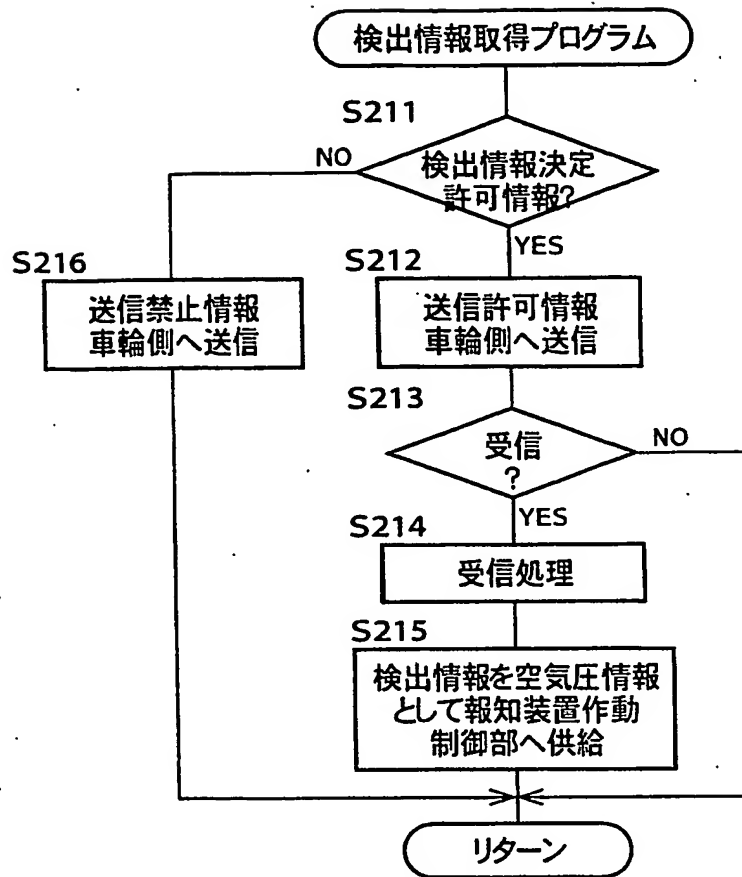 検出情報取得プログラム
S211
検出情報決定
許可情報?
NO
YES
S216
送信禁止情報
車輪側へ送信
S212
送信許可情報
車輪側へ送信
S213
受信
?
NO
YES
S214
受信処理
S215
検出情報を空気圧情報
として報知装置作動
制御部へ供給
リターン